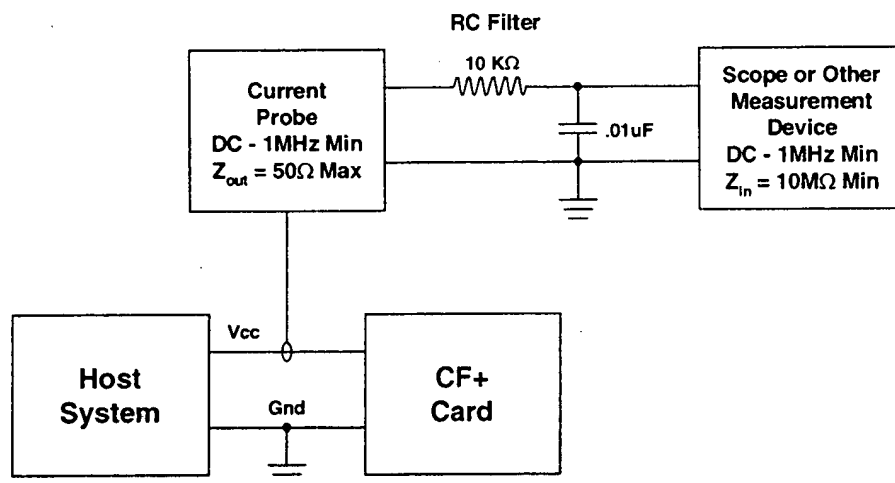 RC Filter
10 KΩ
Current
Probe
DC - 1MHz Min
Zout = 50Ω Max
.01uF
Scope or Other
Measurement
Device
DC - 1MHz Min
Zin = 10MΩ Min
Host
System
Vcc
Gnd
CF+
Card